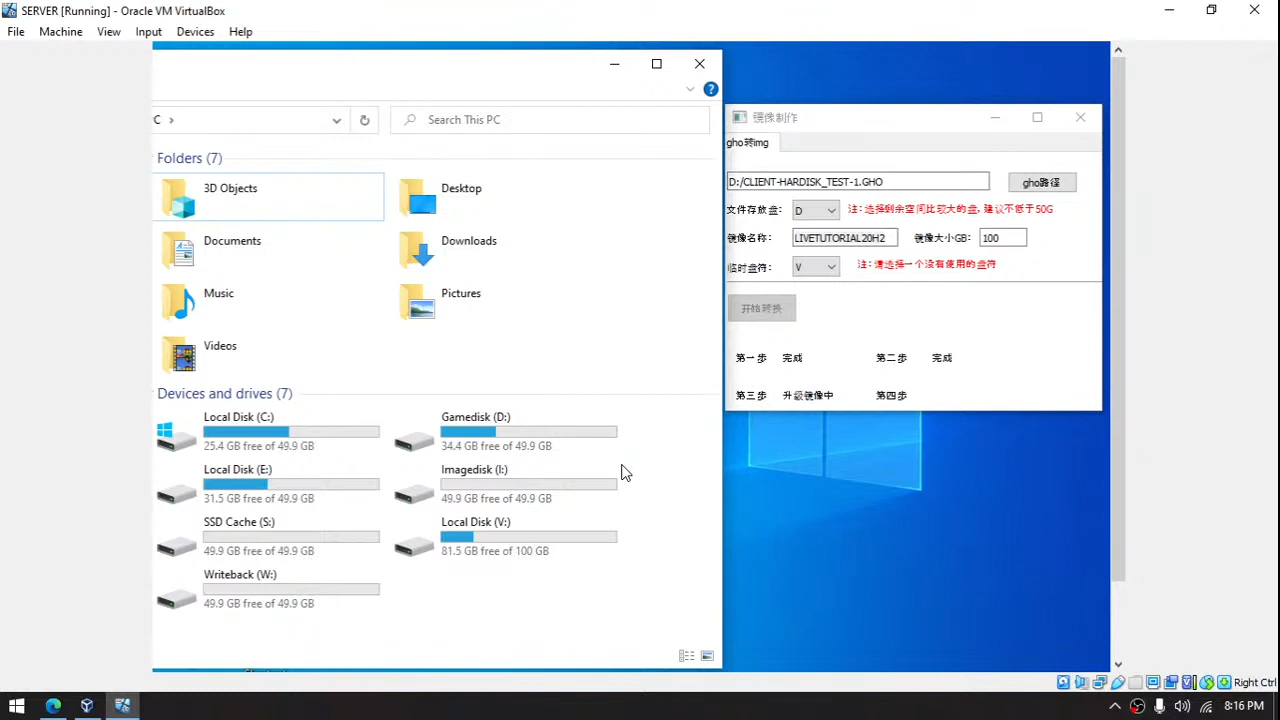 SERVER [Running] - Oracle VM VirtualBox
File Machine View Input Devices Help
C
Search This PC
Folders (7)
3D Objects
Desktop
Documents
Downloads
Music
Pictures
Videos
Devices and drives (7)
Local Disk (C:)
25.4 GB free of 49.9 GB
Gamedisk (D:)
34.4 GB free of 49.9 GB
Local Disk (E:)
31.5 GB free of 49.9 GB
Imagedisk (I:)
49.9 GB free of 49.9 GB
SSD Cache (S:)
49.9 GB free of 49.9 GB
Local Disk (V:)
81.5 GB free of 100 GB
Writeback (W:)
49.9 GB free of 49.9 GB
镜像制作
gho转img
D:/CLIENT-HARDISK_TEST-1.GHO gho路径
文件存放盘: D 注:选择剩余空间比较大的盘,建议不低于50G
镜像名称: LIVETUTORIAL20H2 镜像大小GB: 100
临时盘符: V 注:请选择一个没有使用的盘符
开始转换
第一步 完成 第二步 完成
第三步 升级镜像中 第四步
Right Ctrl
8:16 PM